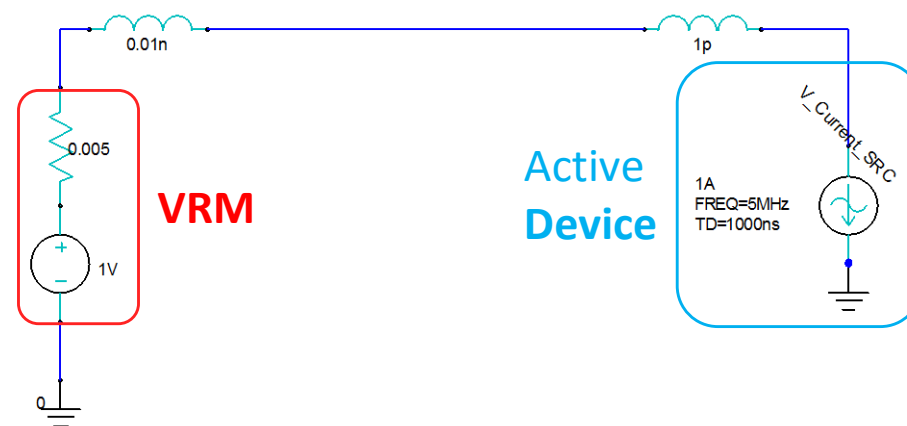 0.01n
1p
0.005
VRM
1V
0
Active
Device
V_Current_SRC
1A
FREQ=5MHz
TD=1000ns